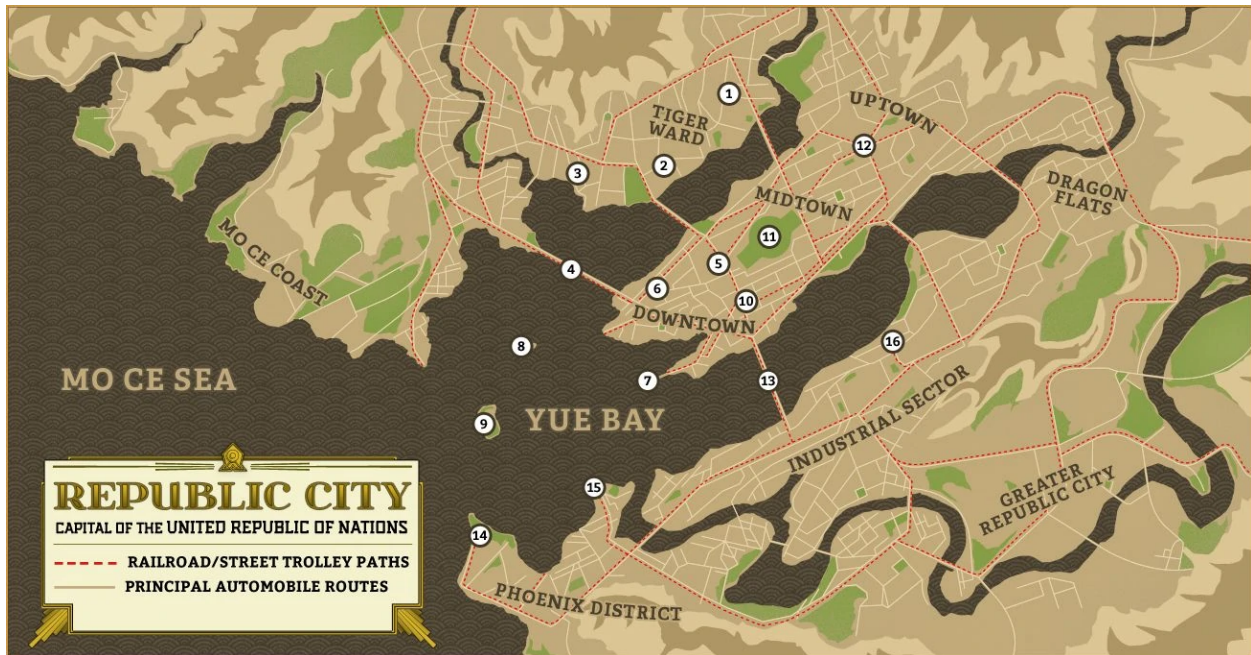 1
TIGER
WARD
UPTOWN
12
2
3
MIDTOWN
DRAGON
FLATS
11
MO CE COAST
5
4
6
10
DOWNTOWN
8
16
7
13
MO CE SEA
9
YUE BAY
INDUSTRIAL SECTOR
GREATER
REPUBLIC CITY
15
14
PHOENIX DISTRICT
REPUBLIC CITY
CAPITAL OF THE UNITED REPUBLIC OF NATIONS
RAILROAD/STREET TROLLEY PATHS
PRINCIPAL AUTOMOBILE ROUTES